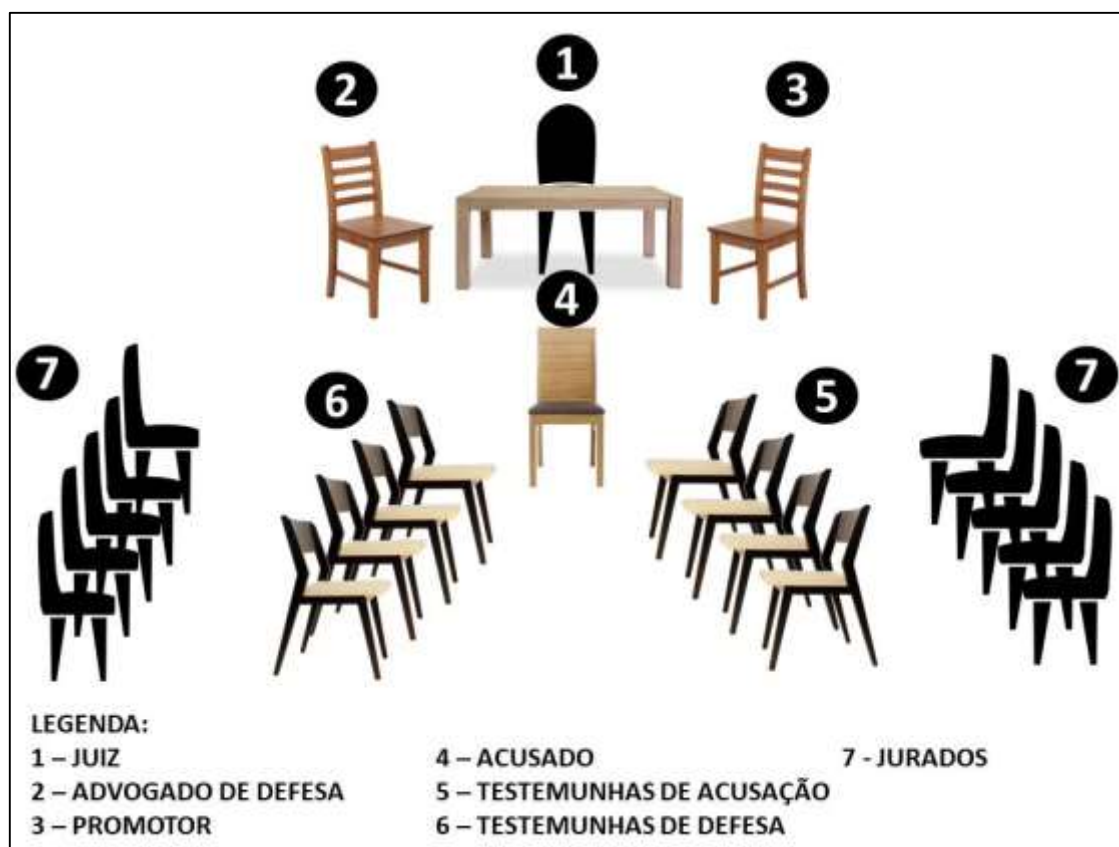 1
2
3
4
7
6
5
7
LEGENDA:
1 – JUIZ
4 – ACUSADO
7 - JURADOS
2 – ADVOGADO DE DEFESA
5 – TESTEMUNHAS DE ACUSAÇÃO
3 – PROMOTOR
6 – TESTEMUNHAS DE DEFESA